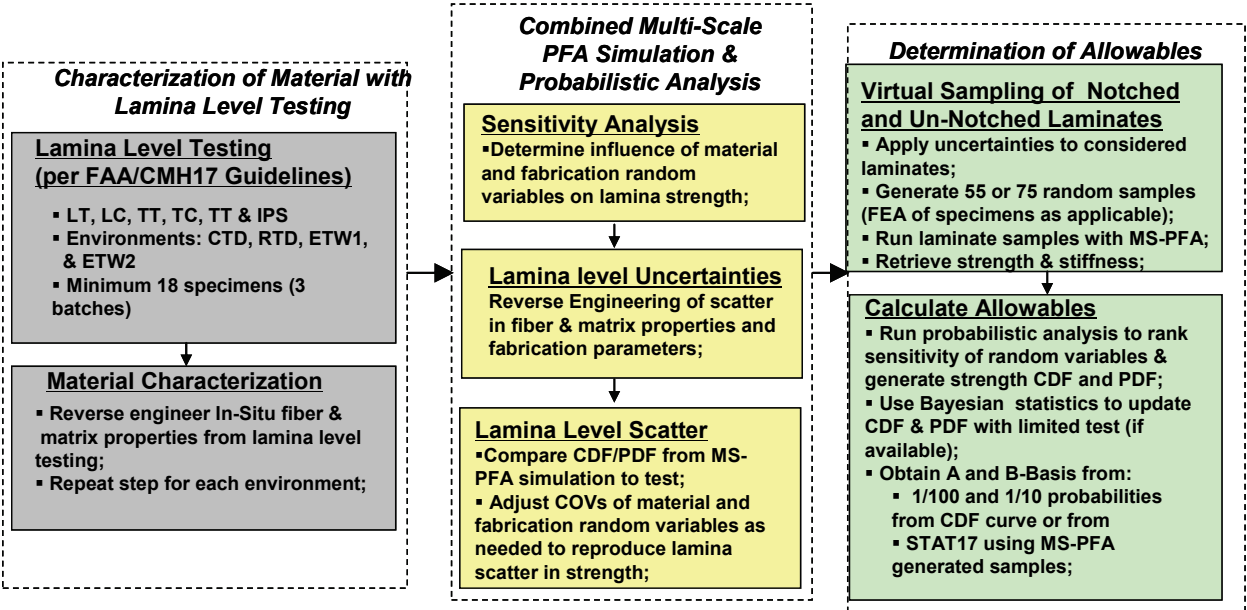 Characterization of Material with
Lamina Level Testing
Lamina Level Testing
(per FAA/CMH17 Guidelines)
▪ LT, LC, TT, TC, TT & IPS
▪ Environments: CTD, RTD, ETW1,
& ETW2
▪ Minimum 18 specimens (3
batches)
Material Characterization
▪ Reverse engineer In-Situ fiber &
matrix properties from lamina level
testing;
▪ Repeat step for each environment;
Combined Multi-Scale
PFA Simulation &
Probabilistic Analysis
Sensitivity Analysis
▪Determine influence of material
and fabrication random
variables on lamina strength;
Lamina level Uncertainties
Reverse Engineering of scatter
in fiber & matrix properties and
fabrication parameters;
Lamina Level Scatter
▪Compare CDF/PDF from MS-
PFA simulation to test;
▪ Adjust COVs of material and
fabrication random variables as
needed to reproduce lamina
scatter in strength;
Determination of Allowables
Virtual Sampling of Notched
and Un-Notched Laminates
▪ Apply uncertainties to considered
laminates;
▪ Generate 55 or 75 random samples
(FEA of specimens as applicable);
▪ Run laminate samples with MS-PFA;
▪ Retrieve strength & stiffness;
Calculate Allowables
▪ Run probabilistic analysis to rank
sensitivity of random variables &
generate strength CDF and PDF;
▪ Use Bayesian statistics to update
CDF & PDF with limited test (if
available);
▪ Obtain A and B-Basis from:
▪ 1/100 and 1/10 probabilities
from CDF curve or from
▪ STAT17 using MS-PFA
generated samples;